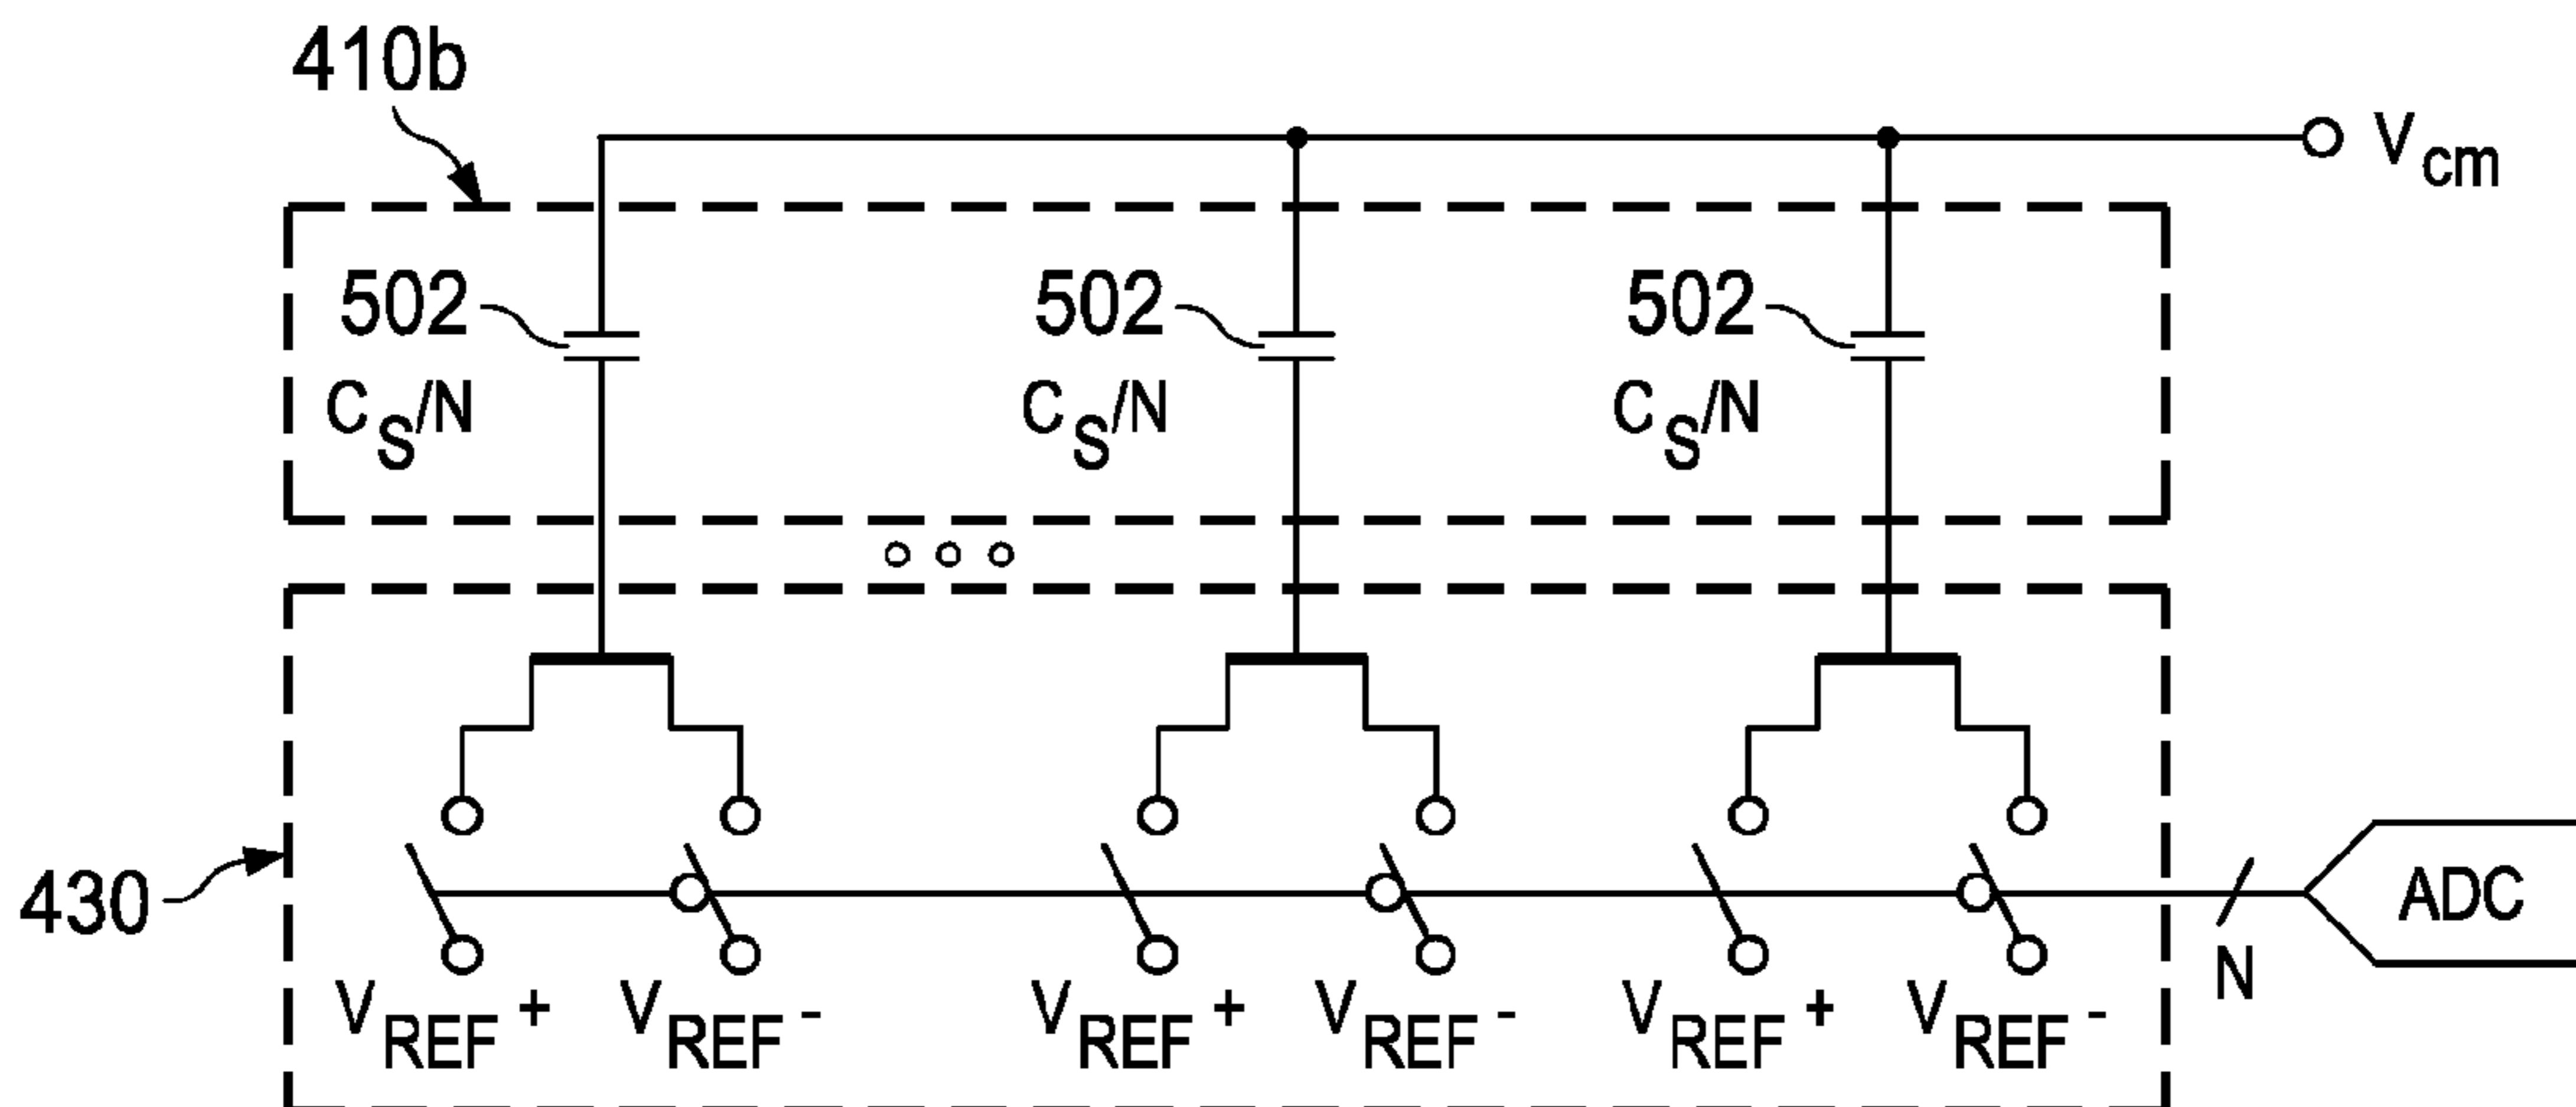 410b
Vcm
502 502 502
CS/N CS/N CS/N
430
ADC
N
VREF + VREF - VREF + VREF - VREF + VREF -